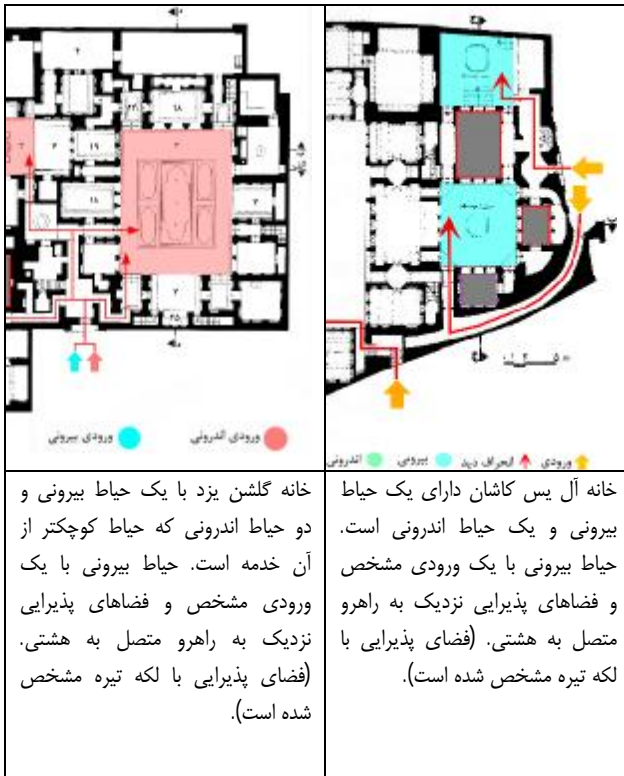 ورودی اندرونی
ورودی بیرونی
ورودی
انحراف دید
بیرونی
اندرونی
خانه آل یس کاشان دارای یک حیاط
بیرونی و یک حیاط اندرونی است.
حیاط بیرونی با یک ورودی مشخص
و فضاهای پذیرایی نزدیک به راهرو
متصل به هشتی. (فضای پذیرایی با
لکه تیره مشخص شده است).
خانه گلشن یزد با یک حیاط بیرونی و
دو حیاط اندرونی که حیاط کوچکتر از
آن خدمه است. حیاط بیرونی با یک
ورودی مشخص و فضاهای پذیرایی
نزدیک به راهرو متصل به هشتی.
(فضای پذیرایی با لکه تیره مشخص
شده است).